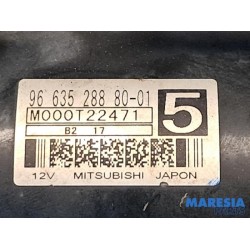 96 635 288 80-01
M000T22471
5
B2 17
12V MITSUBISHI JAPON
MARESIA